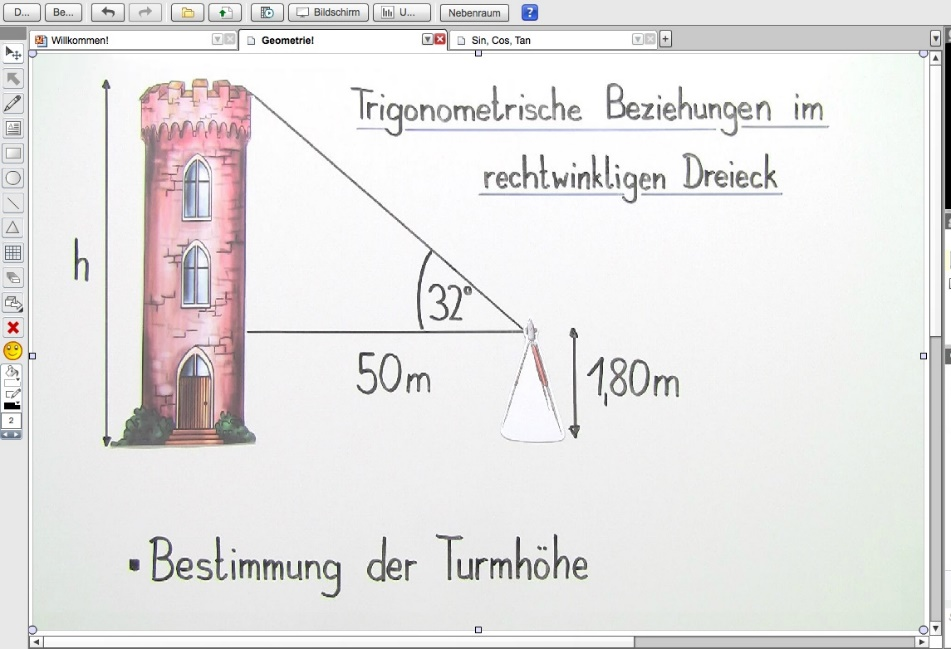 D...
Be...
Bildschirm
U...
Nebenraum
?
Willkommen!
Geometrie!
Sin, Cos, Tan
+
Trigonometrische Beziehungen im
rechtwinkligen Dreieck
h
32°
50m
1,80m
2
▪ Bestimmung der Turmhöhe